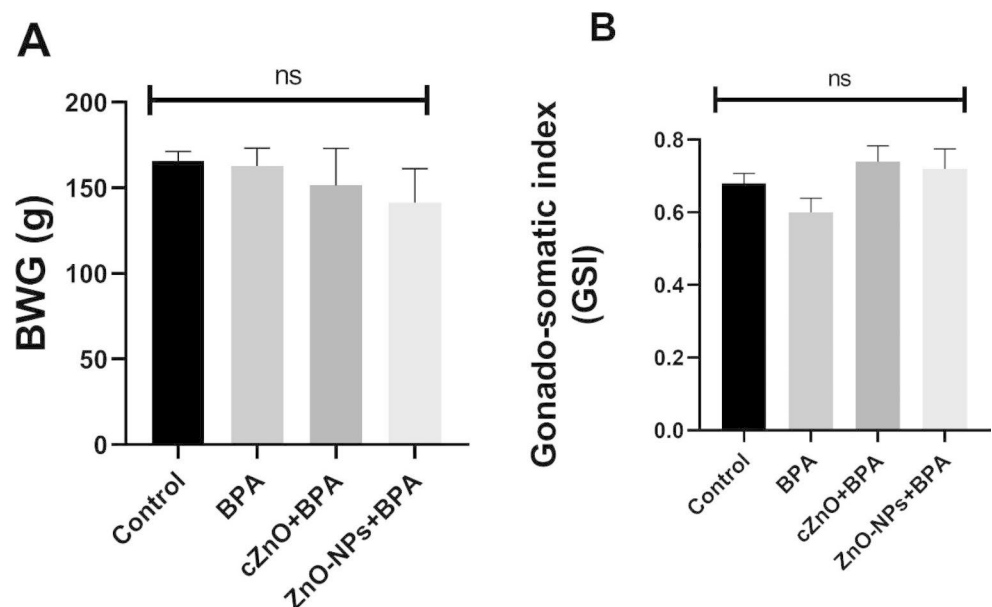 A
ns
BWG (g)
200
150
100
50
0
Control
BPA
cZnO+BPA
ZnO-NPs+BPA
B
ns
Gonado-somatic index
(GSI)
0.8
0.6
0.4
0.2
0.0
Control
BPA
cZnO+BPA
ZnO-NPs+BPA